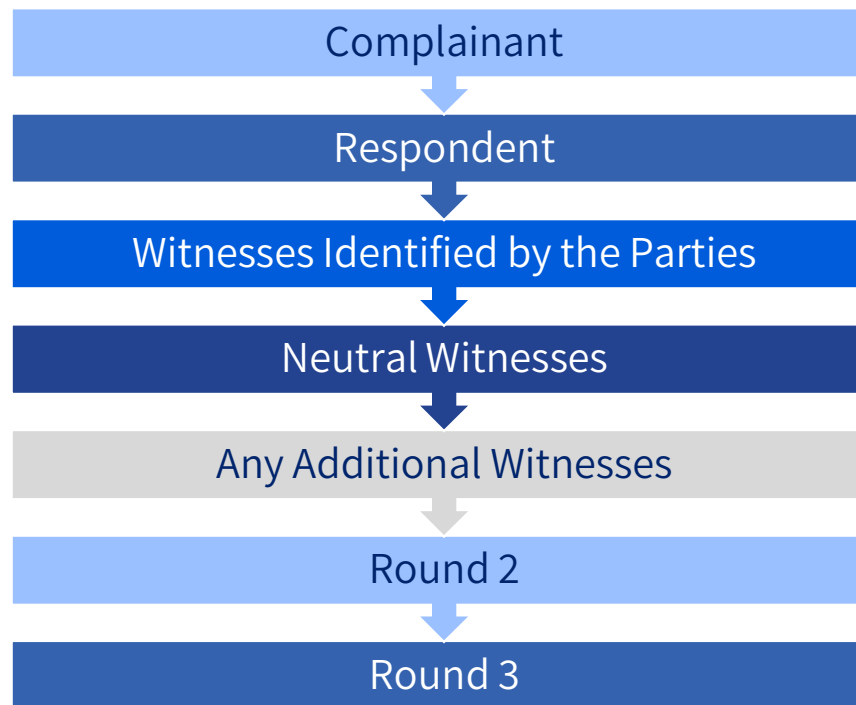 Complainant
Respondent
Witnesses Identified by the Parties
Neutral Witnesses
Any Additional Witnesses
Round 2
Round 3